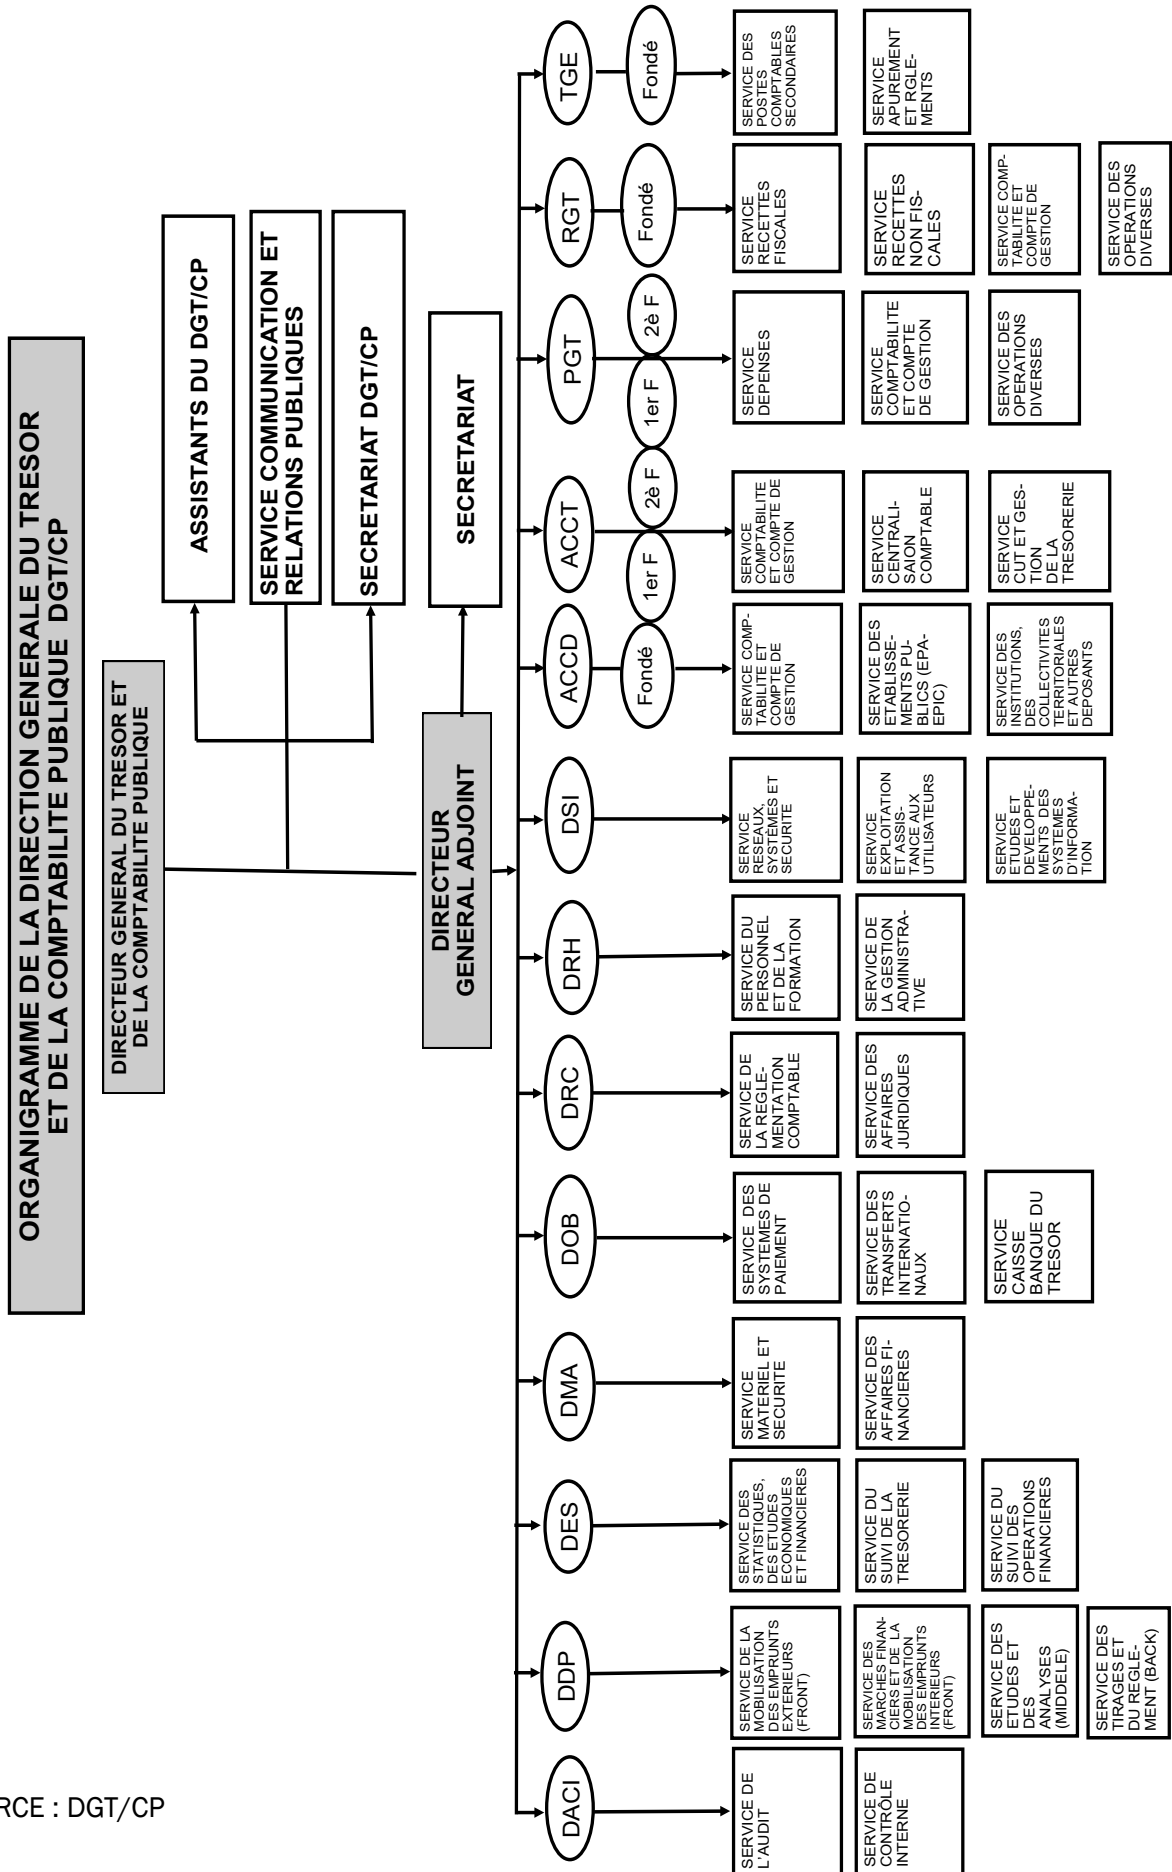 ORGANIGRAMME DE LA DIRECTION GENERALE DU TRESOR
ET DE LA COMPTABILITE PUBLIQUE DGT/CP
DIRECTEUR GENERAL DU TRESOR ET
DE LA COMPTABILITE PUBLIQUE
ASSISTANTS DU DGT/CP
SERVICE COMMUNICATION ET
RELATIONS PUBLIQUES
SECRETARIAT DGT/CP
DIRECTEUR
GENERAL ADJOINT
SECRETARIAT
DACI
DDP
DES
DMA
DOB
DRC
DRH
DSI
ACCD
ACCT
PGT
RGT
TGE
Fondé
1er F
2è F
1er F
2è F
Fondé
Fondé
SERVICE DE
L'AUDIT
SERVICE DE
CONTRÔLE
INTERNE
SERVICE DE LA
MOBILISATION
DES EMPRUNTS
EXTERIEURS
(FRONT)
SERVICE DES
MARCHES FINAN-
CIERS ET DE LA
MOBILISATION
DES EMPRUNTS
INTERIEURS
(FRONT)
SERVICE DES
ETUDES ET
DES
ANALYSES
(MIDDELE)
SERVICE DES
TIRAGES ET
DU REGLE-
MENT (BACK)
SERVICE DES
STATISTIQUES,
DES ETUDES
ECONOMIQUES
ET FINANCIERES
SERVICE DU
SUIVI DE LA
TRESORERIE
SERVICE DU
SUIVI DES
OPERATIONS
FINANCIERES
SERVICE
MATERIEL ET
SECURITE
SERVICE DES
AFFAIRES FI-
NANCIERES
SERVICE DES
SYSTEMES DE
PAIEMENT
SERVICE DES
TRANSFERTS
INTERNATIO-
NAUX
SERVICE
CAISSE
BANQUE DU
TRESOR
SERVICE DE
LA REGLE-
MENTATION
COMPTABLE
SERVICE DES
AFFAIRES
JURIDIQUES
SERVICE DU
PERSONNEL
ET DE LA
FORMATION
SERVICE DE
LA GESTION
ADMINISTRA-
TIVE
SERVICE
RESEAUX,
SYSTÈMES ET
SECURITE
SERVICE
EXPLOITATION
ET ASSIS-
TANCE AUX
UTILISATEURS
SERVICE
ETUDES ET
DEVELOPPE-
MENTS DES
SYSTEMES
D'INFORMA-
TION
SERVICE COMP-
TABILITE ET
COMPTE DE
GESTION
SERVICE DES
ETABLISSE-
MENTS PU-
BLICS (EPA-
EPIC)
SERVICE DES
INSTITUTIONS,
DES
COLLECTIVITES
TERRITORIALES
ET AUTRES
DEPOSANTS
SERVICE
COMPTABILITE
ET COMPTE DE
GESTION
SERVICE
CENTRALI-
SAION
COMPTABLE
SERVICE
CUT ET GES-
TION
DE LA
TRESORERIE
SERVICE
DEPENSES
SERVICE
COMPTABILITE
ET COMPTE
DE GESTION
SERVICE DES
OPERATIONS
DIVERSES
SERVICE
RECETTES
FISCALES
SERVICE
RECETTES
NON FIS-
CALES
SERVICE COMP-
TABILITE ET
COMPTE DE
GESTION
SERVICE DES
OPERATIONS
DIVERSES
SERVICE DES
POSTES
COMPTABLES
SECONDAIRES
SERVICE
APUREMENT
ET RGLE-
MENTS
RCE : DGT/CP